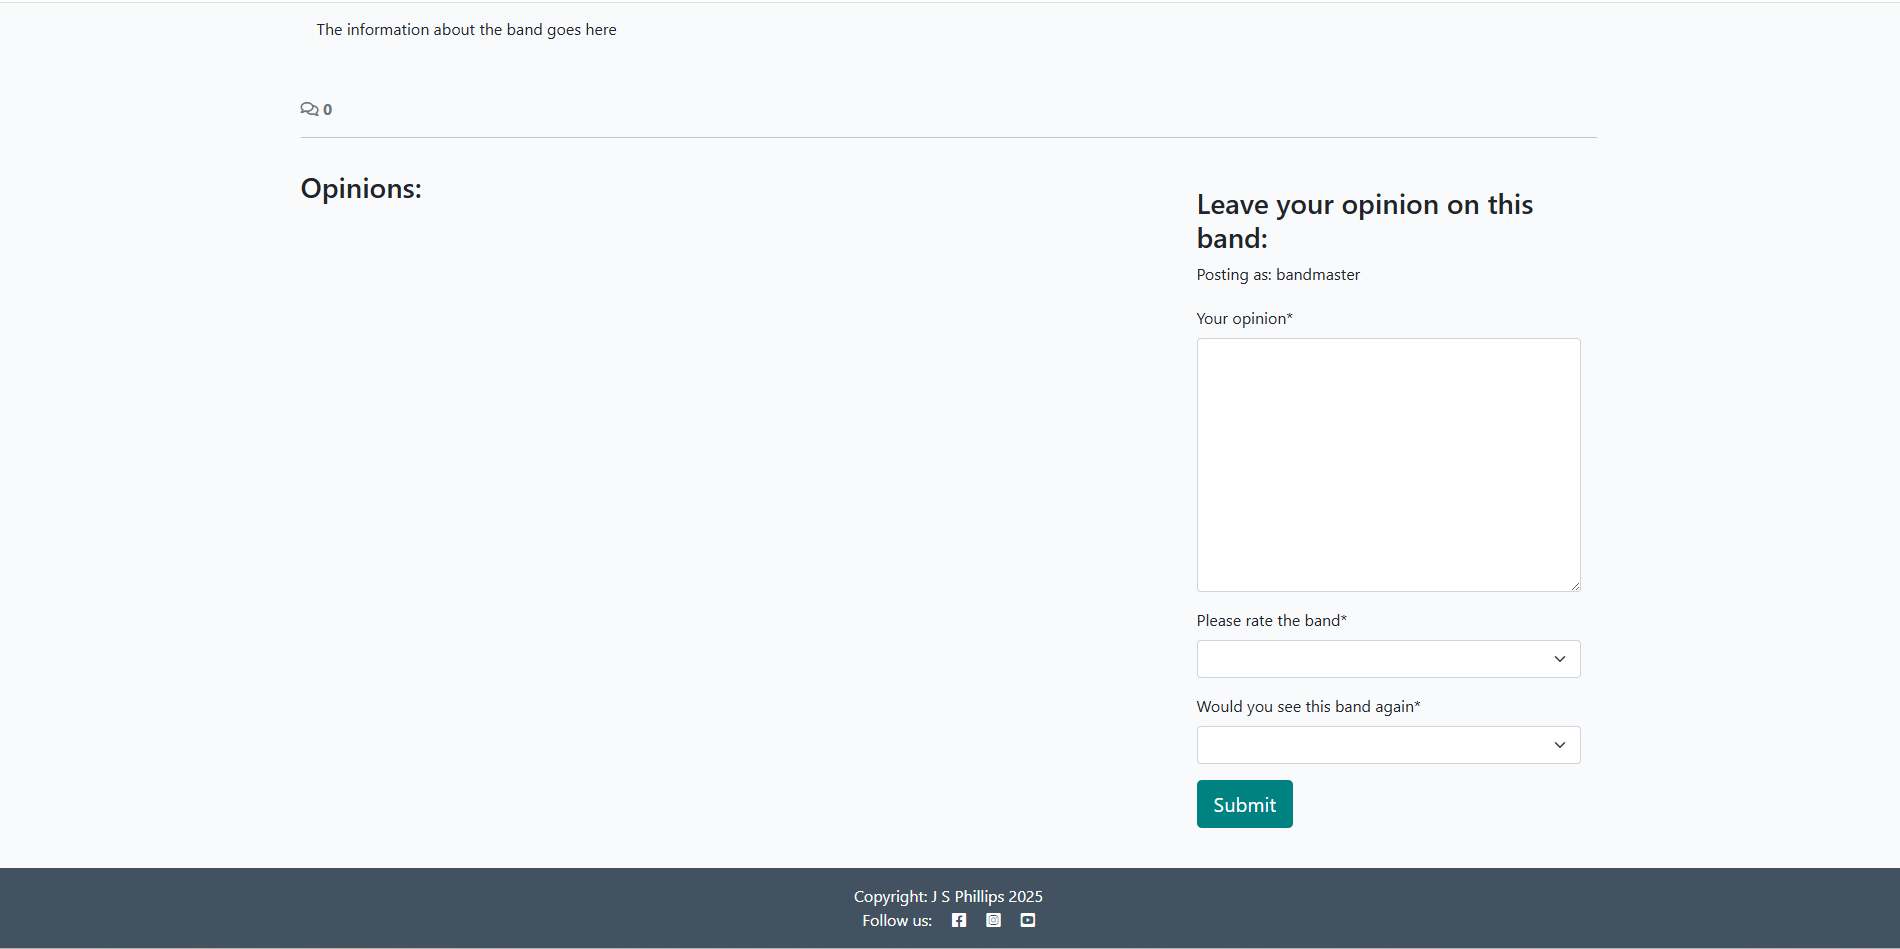 The information about the band goes here
0
Opinions:
Leave your opinion on this
band:
Posting as: bandmaster
Your opinion*
Please rate the band*
Would you see this band again*
Submit
Copyright: J S Phillips 2025
Follow us: